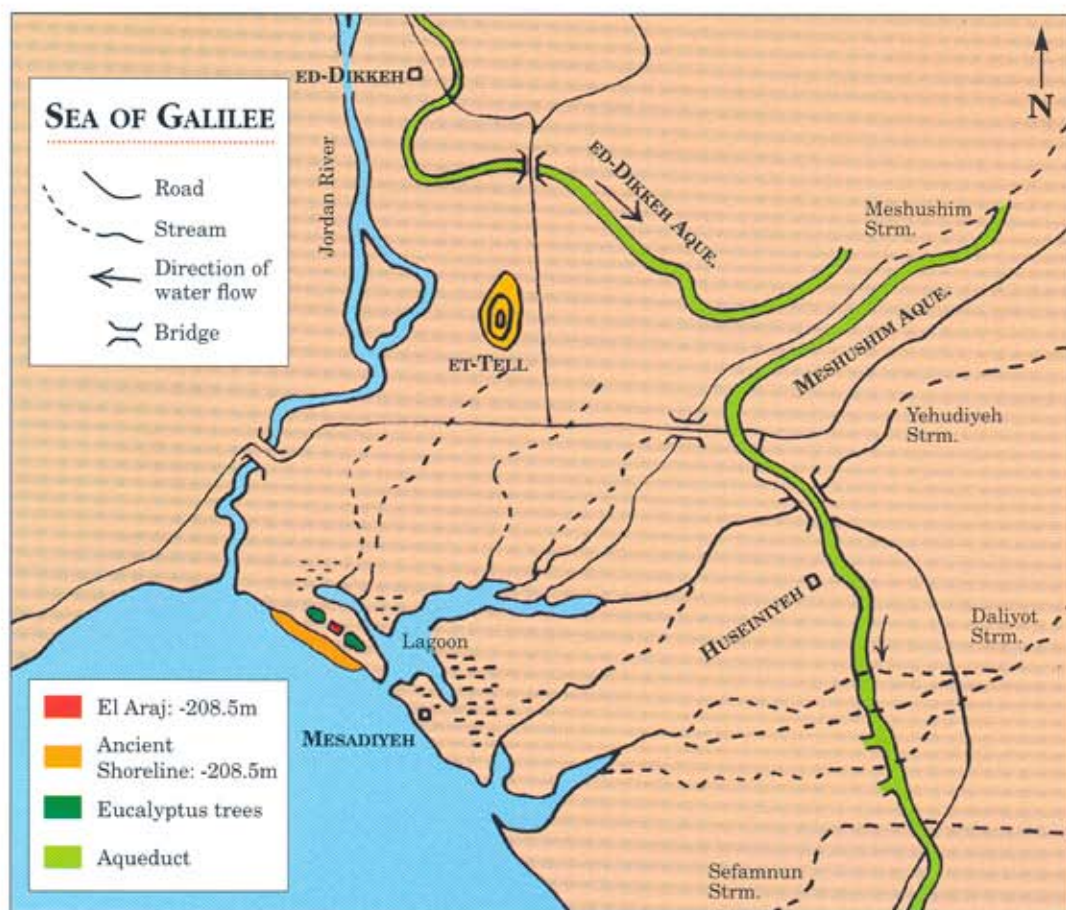 SEA OF GALILEE
Road
Stream
Direction of
water flow
Bridge
ED-DIKKEH
Jordan River
N
ED-DIKKEH AQUE.
Meshushim
Strm.
MESHUSHIM AQUE.
ET-TELL
Yehudiyeh
Strm.
HUSEINIYEH
Daliyot
Strm.
Lagoon
MESADIYEH
Sefamnun
Strm.
El Araj: -208.5m
Ancient
Shoreline: -208.5m
Eucalyptus trees
Aqueduct